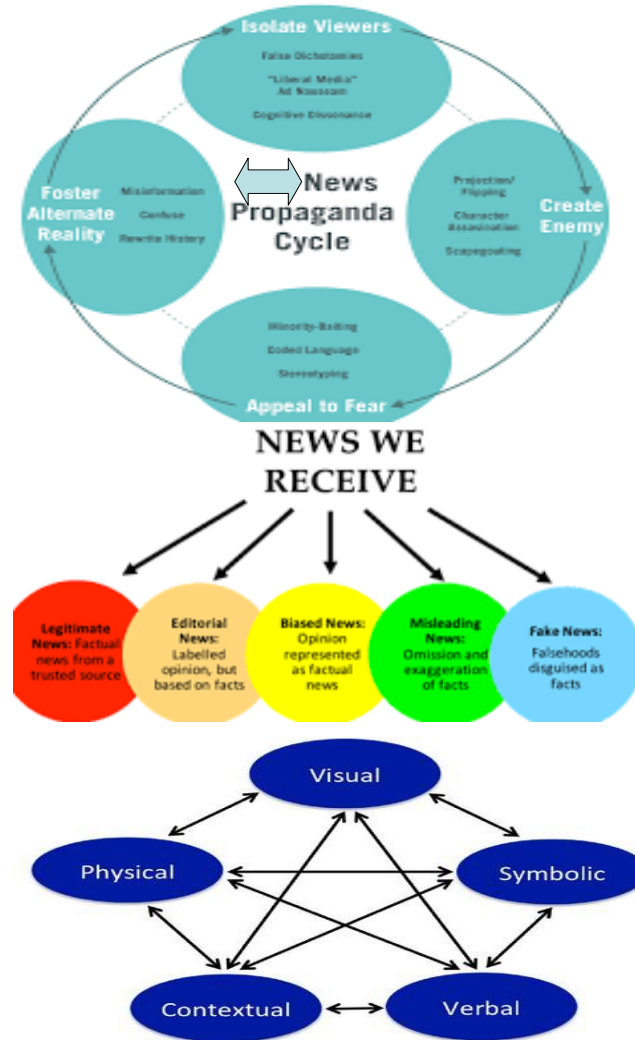 Isolate Viewers
False Dichotomies
"Liberal Media"
Ad Nauseam
Cognitive Dissonance
Foster
Alternate
Reality
Misinformation
Confuse
Rewrite History
News
Propaganda
Cycle
Projection/
Flipping
Character
Assasination
Scapegoating
Create
Enemy
Minority-Baiting
Coded Language
Stereotyping
Appeal to Fear
NEWS WE
RECEIVE
Legitimate
News: Factual
news from a
trusted source
Editorial
News:
Labelled
opinion, but
based on facts
Biased News:
Opinion
represented
as factual
news
Misleading
News:
Omission and
exaggeration
of facts
Fake News:
Falsehoods
disguised as
facts
Visual
Physical
Symbolic
Contextual
Verbal